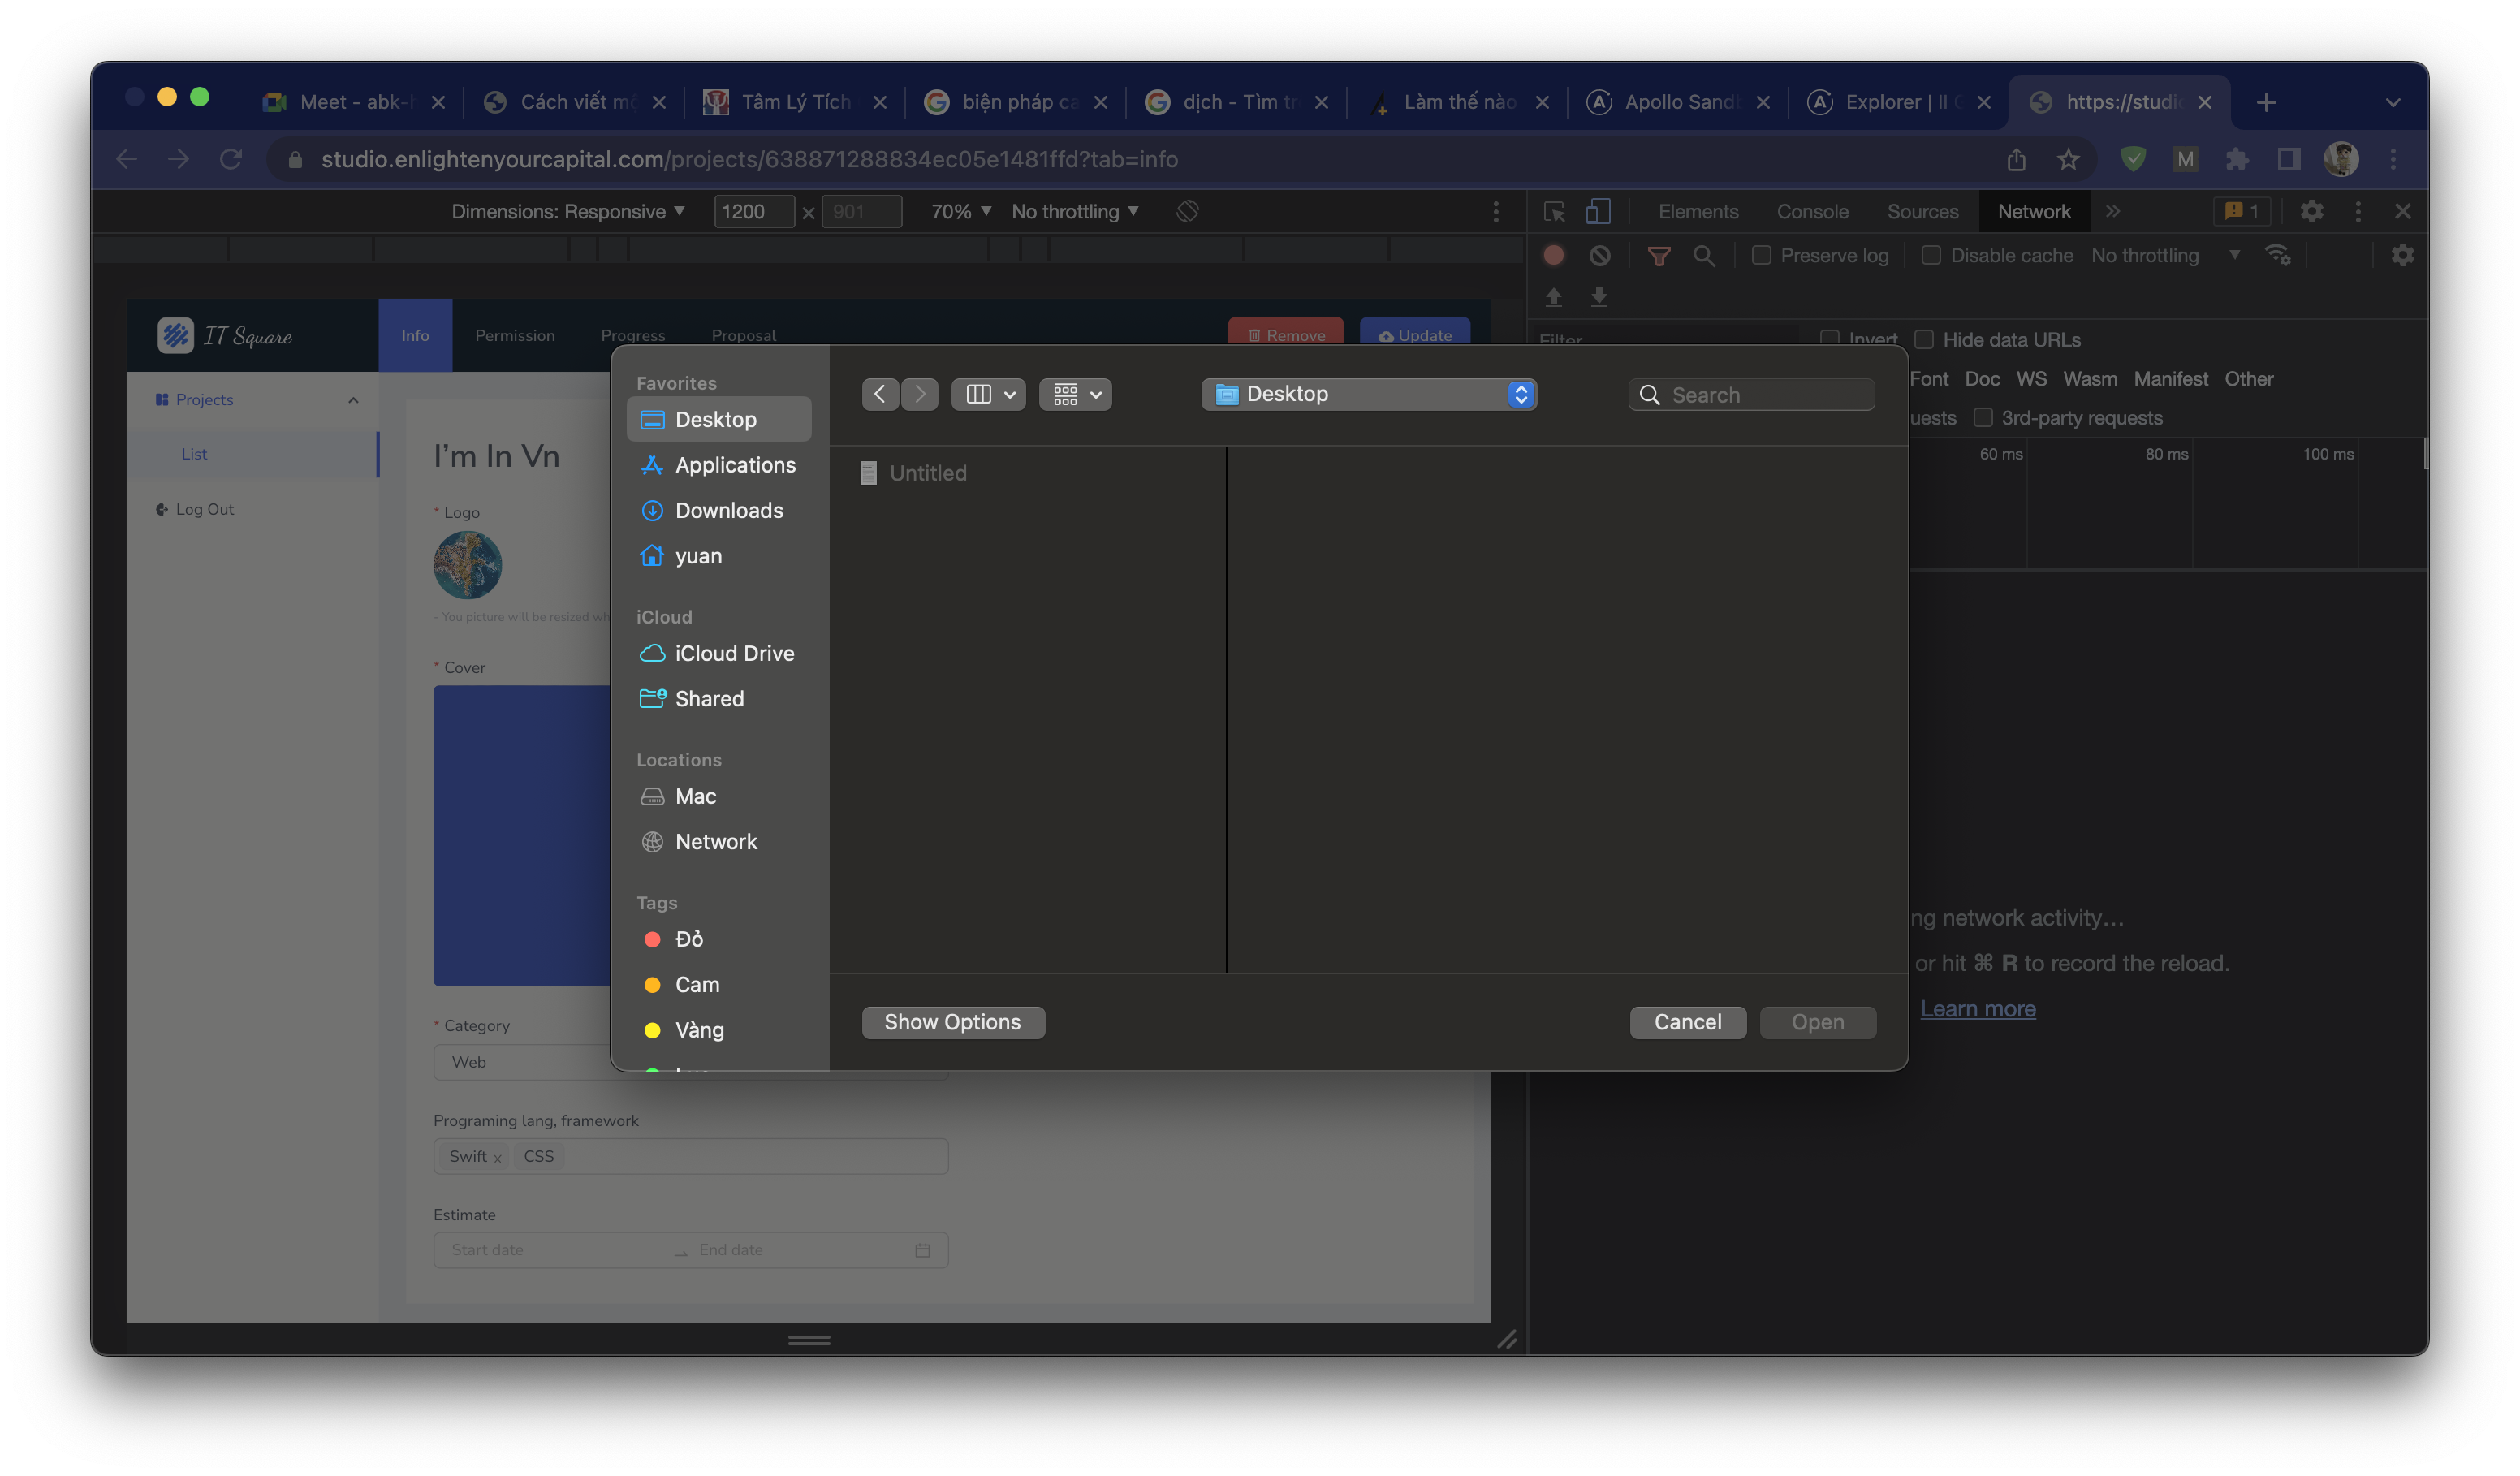 Meet - abk-
Cách viết mô
Tâm Lý Tích
biện pháp cá
dịch - Tìm tr
Làm thế nào
Apollo Sand
Explorer | II
https://studi
studio.enlightenyourcapital.com/projects/638871288834ec05e1481ffd?tab=info
M
Dimensions: Responsive
1200
901
70%
No throttling
Elements
Console
Sources
Network
1
Preserve log
Disable cache
No throttling
Filter
Invert
Hide data URLs
Font
Doc
WS
Wasm
Manifest
Other
uests
3rd-party requests
60 ms
80 ms
100 ms
ng network activity…
or hit ⌘ R to record the reload.
Learn more
IT Square
Info
Permission
Progress
Proposal
Remove
Update
Projects
List
Log Out
I'm In Vn
* Logo
- You picture will be resized wh
* Cover
* Category
Web
Programing lang, framework
Swift x
CSS
Estimate
Start date
End date
Favorites
Desktop
Applications
Downloads
yuan
iCloud
iCloud Drive
Shared
Locations
Mac
Network
Tags
Đỏ
Cam
Vàng
Desktop
Search
Untitled
Show Options
Cancel
Open